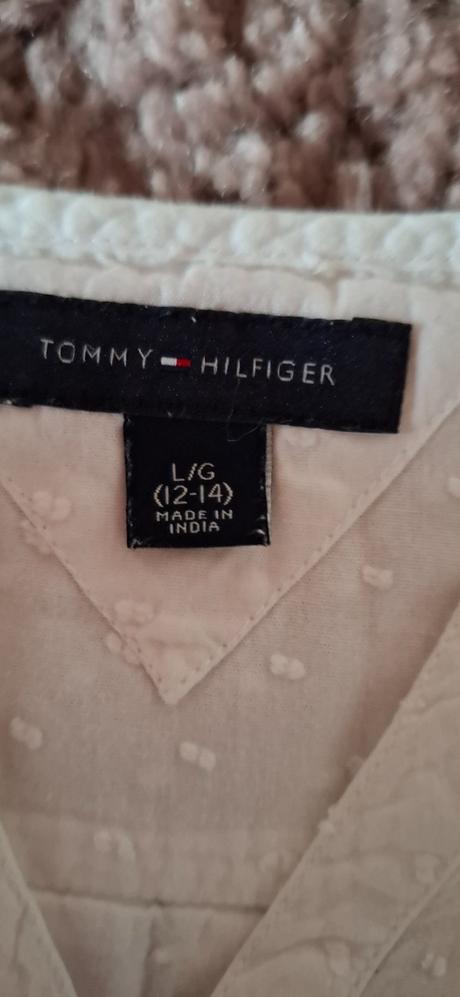 TOMMY HILFIGER
L/G
(12-14)
MADE IN
INDIA